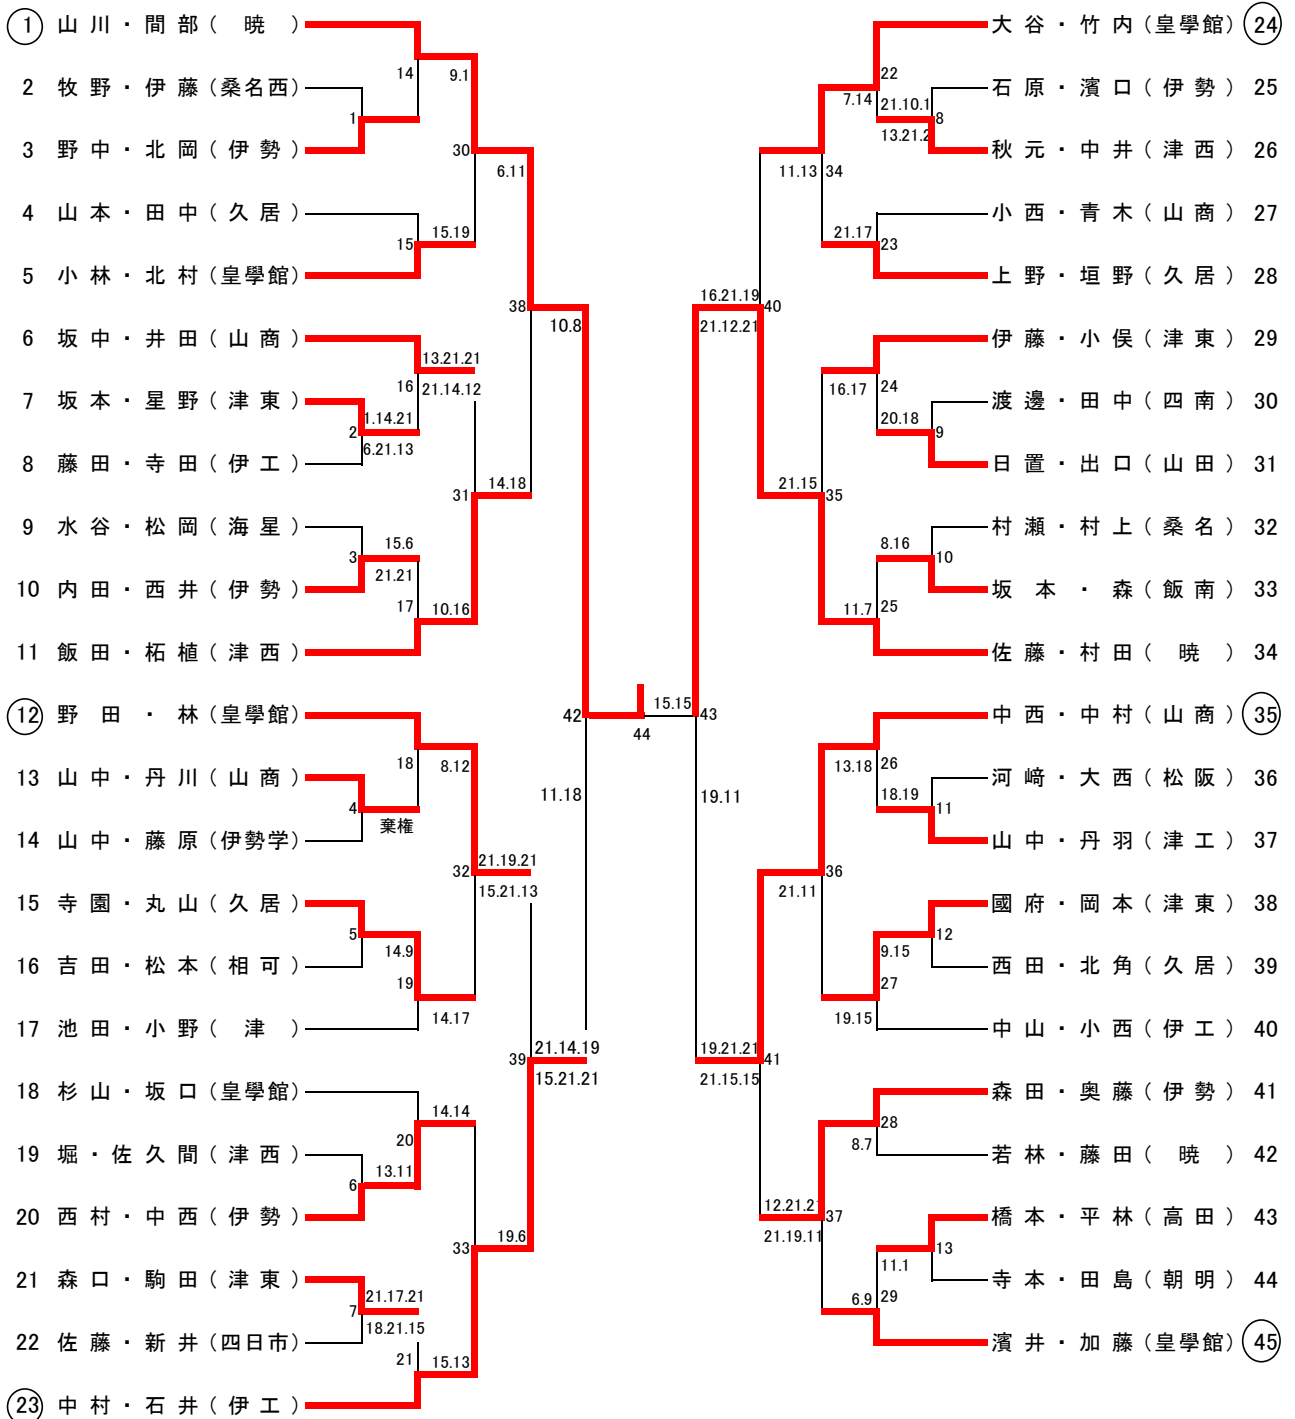 1 山川・間部(　暁　)
14
9.1
2 牧野・伊藤(桑名西)
1
3 野中・北岡(伊勢)
30
6.11
4 山本・田中(久居)
15
15.19
5 小林・北村(皇學館)
38
10.8
6 坂中・井田(山商)
13.21.21
16
21.14.12
7 坂本・星野(津東)
1.14.21
2
6.21.13
8 藤田・寺田(伊工)
31
14.18
9 水谷・松岡(海星)
15.6
3
21.21
10 内田・西井(伊勢)
17
10.16
11 飯田・柘植(津西)
42
44
12 野田・林(皇學館)
18
8.12
13 山中・丹川(山商)
4
棄権
11.18
14 山中・藤原(伊勢学)
32
21.19.21
15.21.13
15 寺園・丸山(久居)
5
14.9
16 吉田・松本(相可)
19
14.17
17 池田・小野(　津　)
39
21.14.19
15.21.21
18 杉山・坂口(皇學館)
14.14
20
19 堀・佐久間(津西)
13.11
6
20 西村・中西(伊勢)
33
19.6
21 森口・駒田(津東)
21.17.21
7
18.21.15
22 佐藤・新井(四日市)
21
15.13
23 中村・石井(伊工)
大谷・竹内(皇學館) 24
22
7.14
21.10.1
石原・濱口(伊勢) 25
8
13.21.2
秋元・中井(津西) 26
11.13
34
小西・青木(山商) 27
21.17
23
上野・垣野(久居) 28
16.21.19
40
21.12.21
伊藤・小俣(津東) 29
16.17
24
渡邊・田中(四南) 30
20.18
9
日置・出口(山田) 31
21.15
35
村瀬・村上(桑名) 32
8.16
10
坂本・森(飯南) 33
11.7
25
佐藤・村田(　暁　) 34
15.15
43
中西・中村(山商) 35
13.18
26
河﨑・大西(松阪) 36
18.19
11
19.11
山中・丹羽(津工) 37
36
21.11
國府・岡本(津東) 38
12
9.15
西田・北角(久居) 39
27
19.15
中山・小西(伊工) 40
19.21.21
41
21.15.15
森田・奥藤(伊勢) 41
28
8.7
若林・藤田(　暁　) 42
12.21.21
37
21.19.11
橋本・平林(高田) 43
13
11.1
寺本・田島(朝明) 44
6.9
29
濱井・加藤(皇學館) 45